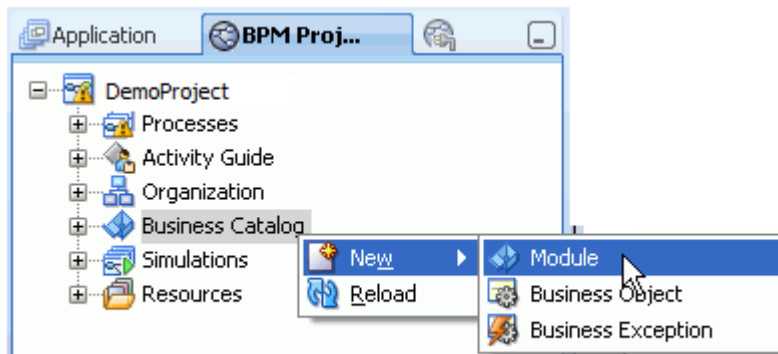 Application BPM Proj...
DemoProject
Processes
Activity Guide
Organization
Business Catalog
Simulations
Resources
New
Reload
Module
Business Object
Business Exception